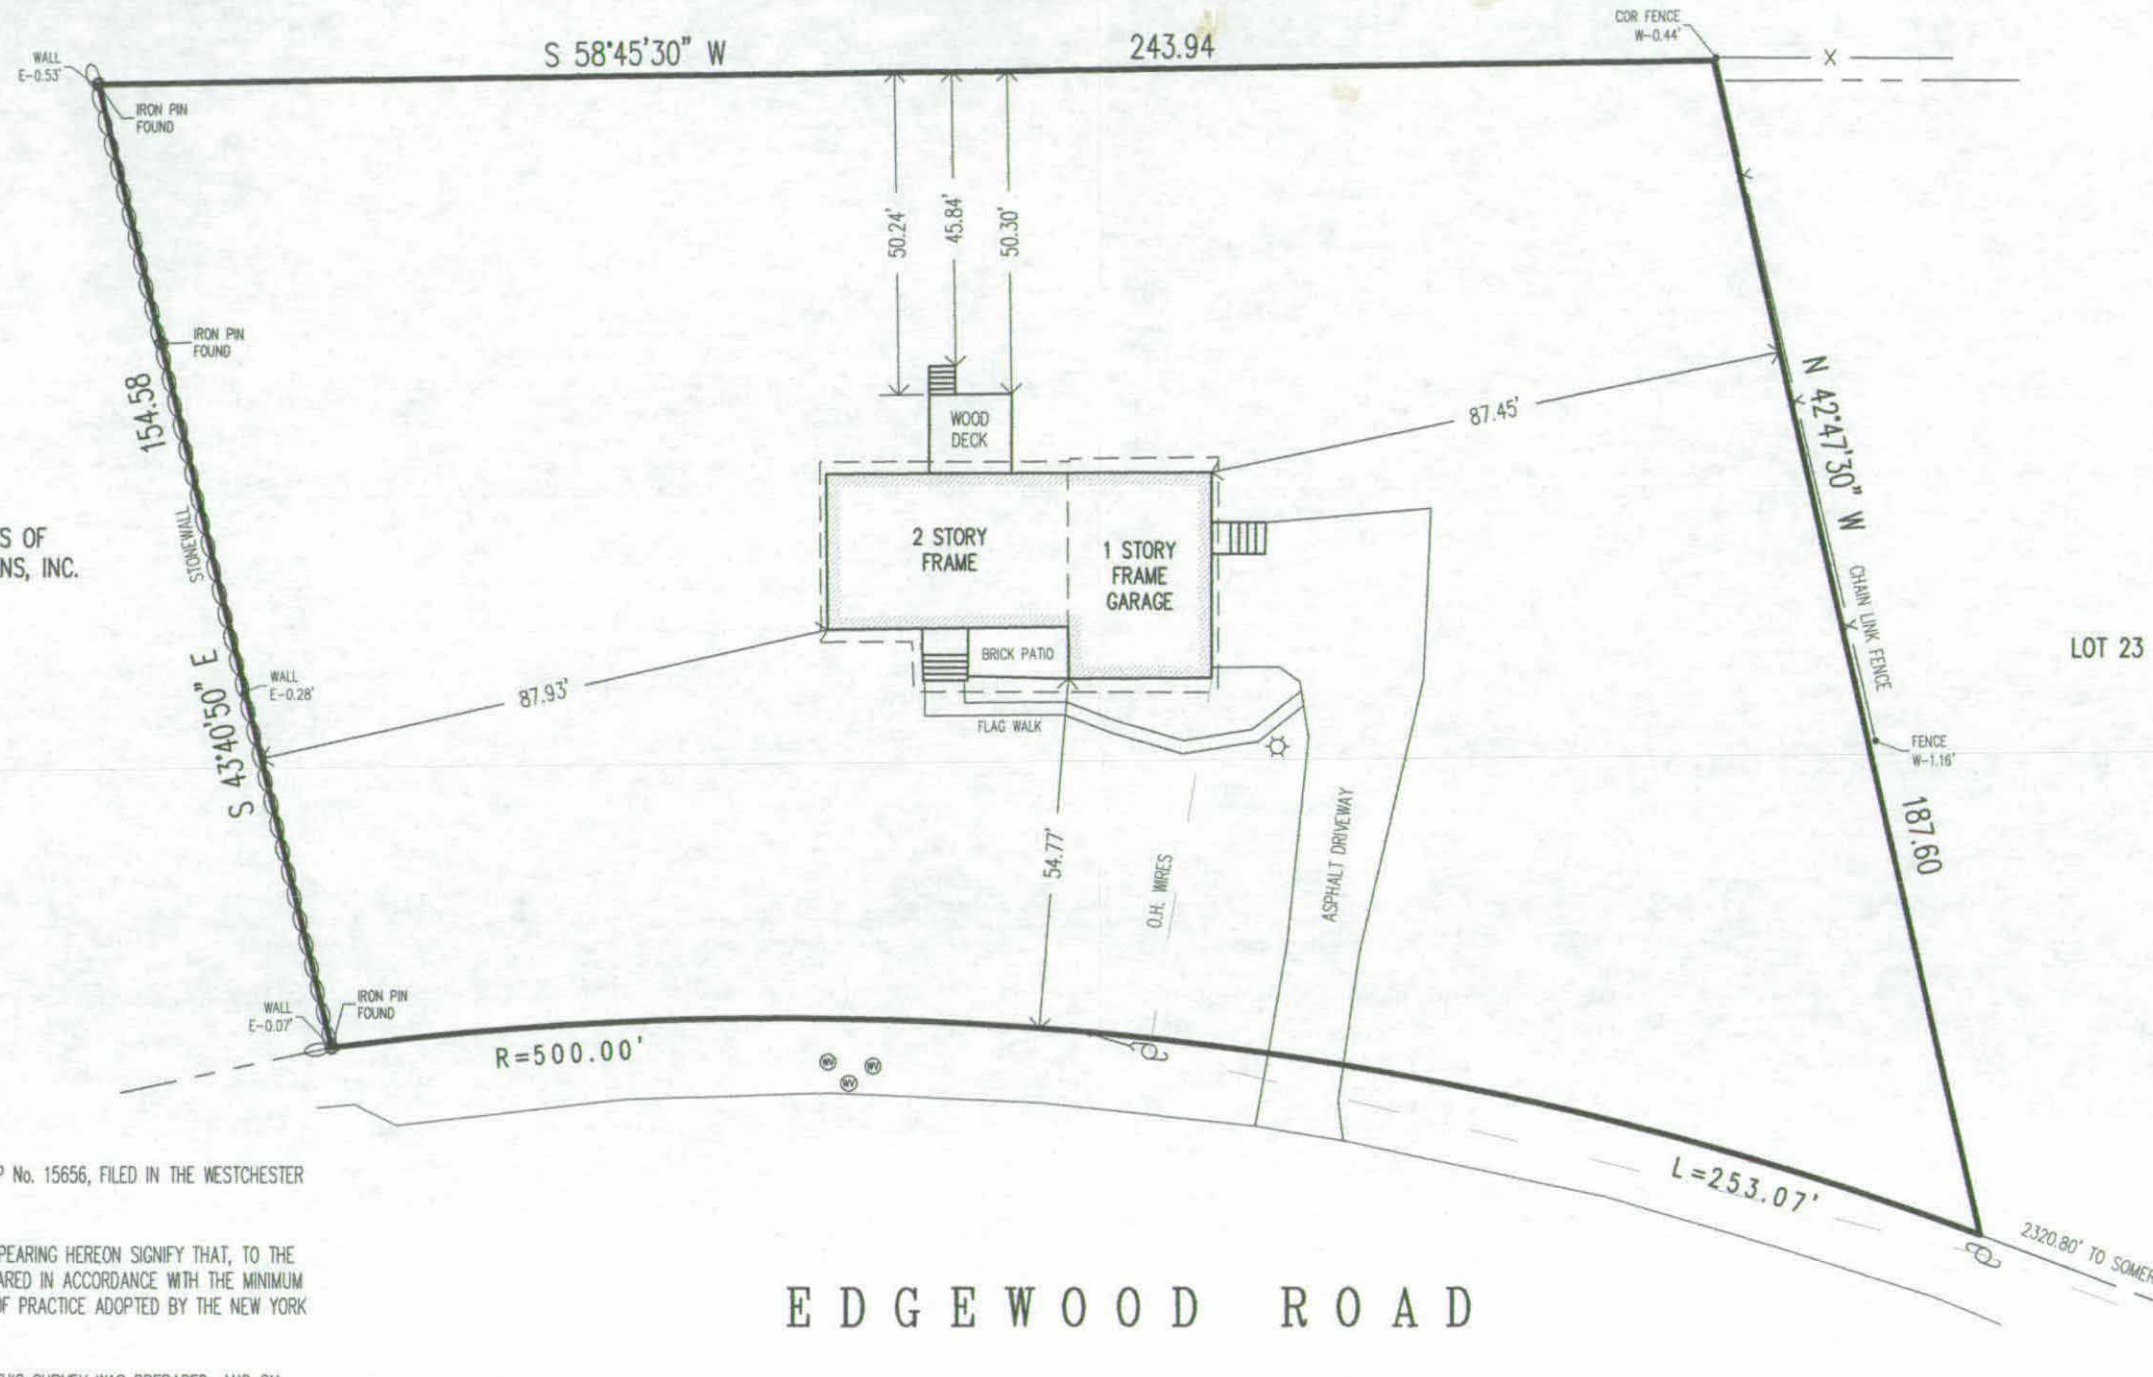 WALL
E-0.53'
S 58°45'30" W
243.94
COR FENCE
W-0.44'
X
IRON PIN
FOUND
IRON PIN
FOUND
154.58
STONEWALL
S 43°40'50" E
S OF
NS, INC.
50.24'
45.84'
50.30'
WOOD
DECK
87.45'
N 42°47'30" W
CHAIN LINK FENCE
2 STORY
FRAME
1 STORY
FRAME
GARAGE
BRICK PATIO
FLAG WALK
LOT 23
WALL
E-0.28'
87.93'
FENCE
W-1.16'
187.60
54.77'
O.H. WIRES
ASPHALT DRIVEWAY
WALL
E-0.07'
IRON PIN
FOUND
R=500.00'
WV
WV
WV
L=253.07'
2320.80' TO SOMER
P No. 15656, FILED IN THE WESTCHESTER
PEARING HEREON SIGNIFY THAT, TO THE
ARED IN ACCORDANCE WITH THE MINIMUM
OF PRACTICE ADOPTED BY THE NEW YORK
EDGEWOOD ROAD